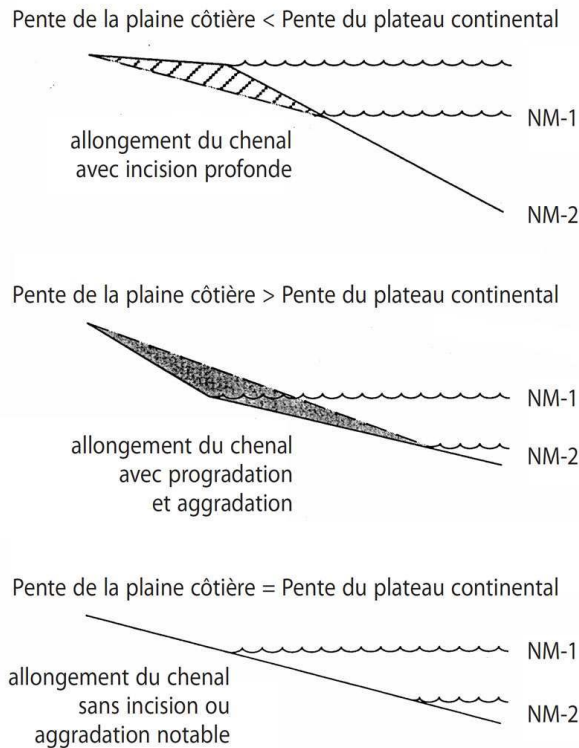 Pente de la plaine côtière < Pente du plateau continental
NM-1
allongement du chenal
avec incision profonde
NM-2
Pente de la plaine côtière > Pente du plateau continental
NM-1
allongement du chenal
avec progradation
et aggradation
NM-2
Pente de la plaine côtière = Pente du plateau continental
NM-1
allongement du chenal
sans incision ou
aggradation notable
NM-2